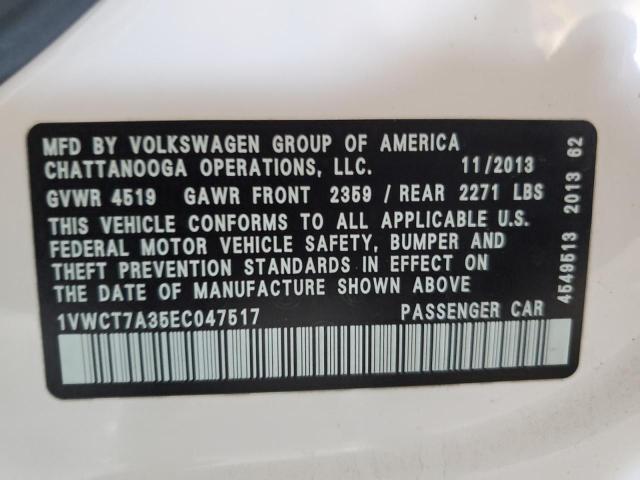 MFD BY VOLKSWAGEN GROUP OF AMERICA
CHATTANOOGA OPERATIONS, LLC. 11/2013
GVWR 4519 GAWR FRONT 2359 / REAR 2271 LBS
THIS VEHICLE CONFORMS TO ALL APPLICABLE U.S.
FEDERAL MOTOR VEHICLE SAFETY, BUMPER AND
THEFT PREVENTION STANDARDS IN EFFECT ON
THE DATE OF MANUFACTURE SHOWN ABOVE
1VWCT7A35EC047517 PASSENGER CAR
4549513 2013 62